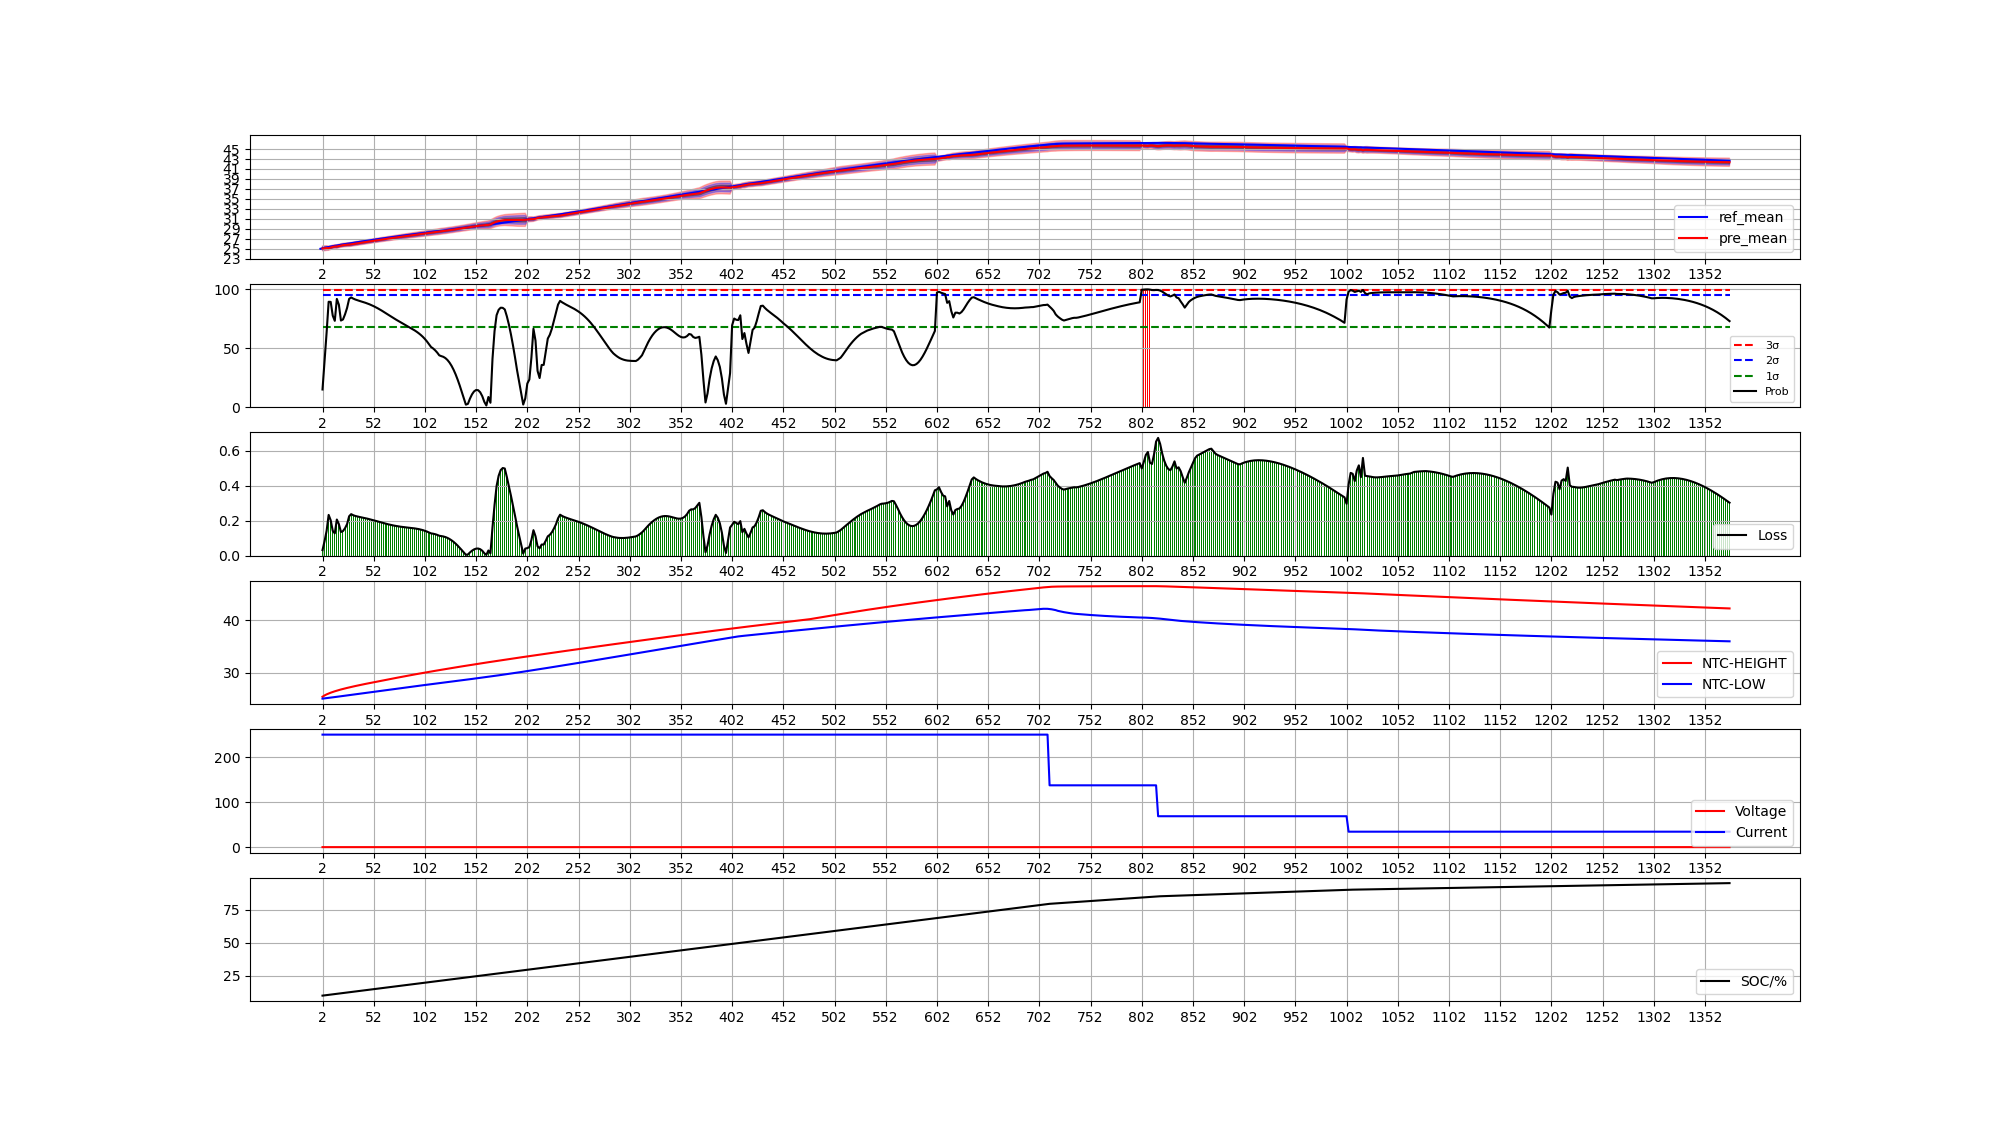 45
43
41
39
37
35
33
31
29
27
25
23
ref_mean
pre_mean
2 52 102 152 202 252 302 352 402 452 502 552 602 652 702 752 802 852 902 952 1002 1052 1102 1152 1202 1252 1302 1352
100
50
0
3σ
2σ
1σ
Prob
2 52 102 152 202 252 302 352 402 452 502 552 602 652 702 752 802 852 902 952 1002 1052 1102 1152 1202 1252 1302 1352
0.6
0.4
0.2
0.0
Loss
2 52 102 152 202 252 302 352 402 452 502 552 602 652 702 752 802 852 902 952 1002 1052 1102 1152 1202 1252 1302 1352
40
30
NTC-HEIGHT
NTC-LOW
2 52 102 152 202 252 302 352 402 452 502 552 602 652 702 752 802 852 902 952 1002 1052 1102 1152 1202 1252 1302 1352
200
100
0
Voltage
Current
2 52 102 152 202 252 302 352 402 452 502 552 602 652 702 752 802 852 902 952 1002 1052 1102 1152 1202 1252 1302 1352
75
50
25
SOC/%
2 52 102 152 202 252 302 352 402 452 502 552 602 652 702 752 802 852 902 952 1002 1052 1102 1152 1202 1252 1302 1352